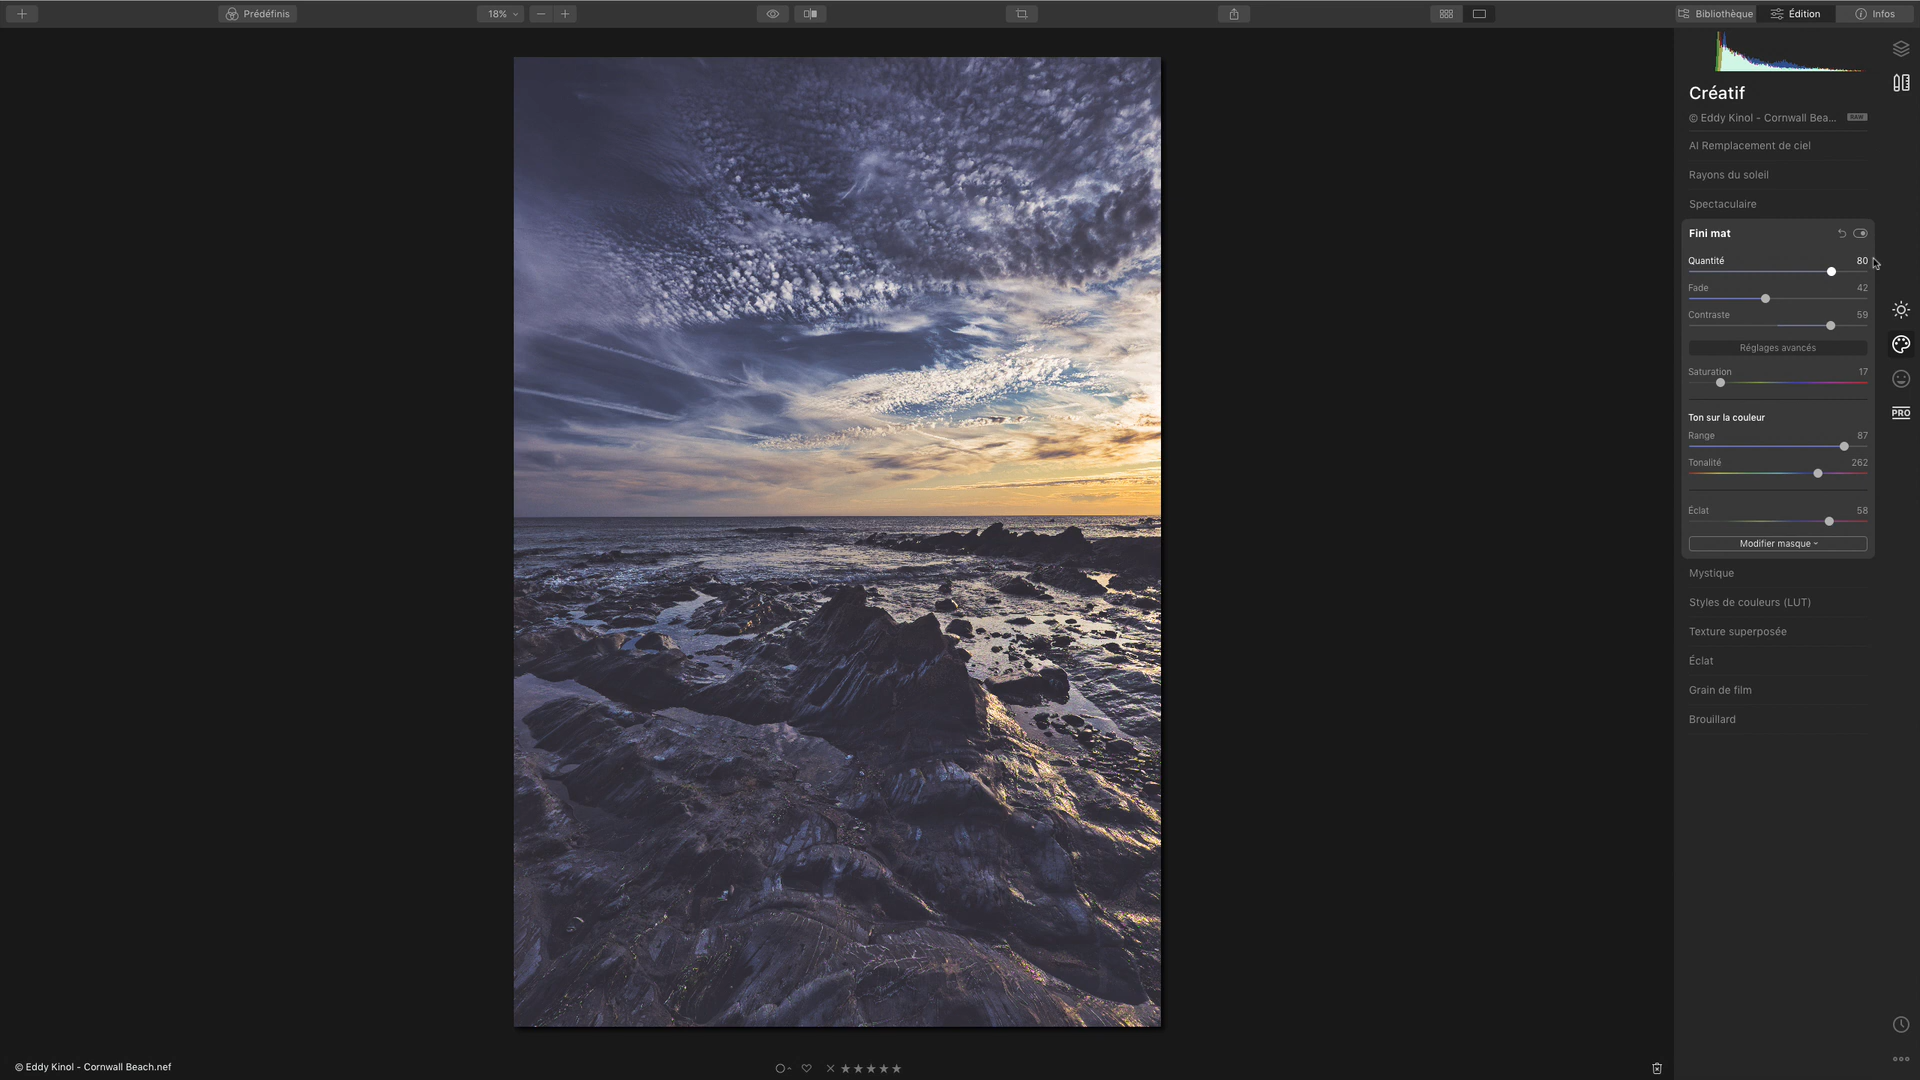 Prédéfinis
18%
Bibliothèque
Édition
Infos
Créatif
© Eddy Kinol - Cornwall Bea...
RAW
AI Remplacement de ciel
Rayons du soleil
Spectaculaire
Fini mat
Quantité 80
Fade 42
Contraste 59
Réglages avancés
Saturation 17
Ton sur la couleur
Range 87
Tonalité 262
Éclat 58
Modifier masque
Mystique
Styles de couleurs (LUT)
Texture superposée
Éclat
Grain de film
Brouillard
PRO
© Eddy Kinol - Cornwall Beach.nef